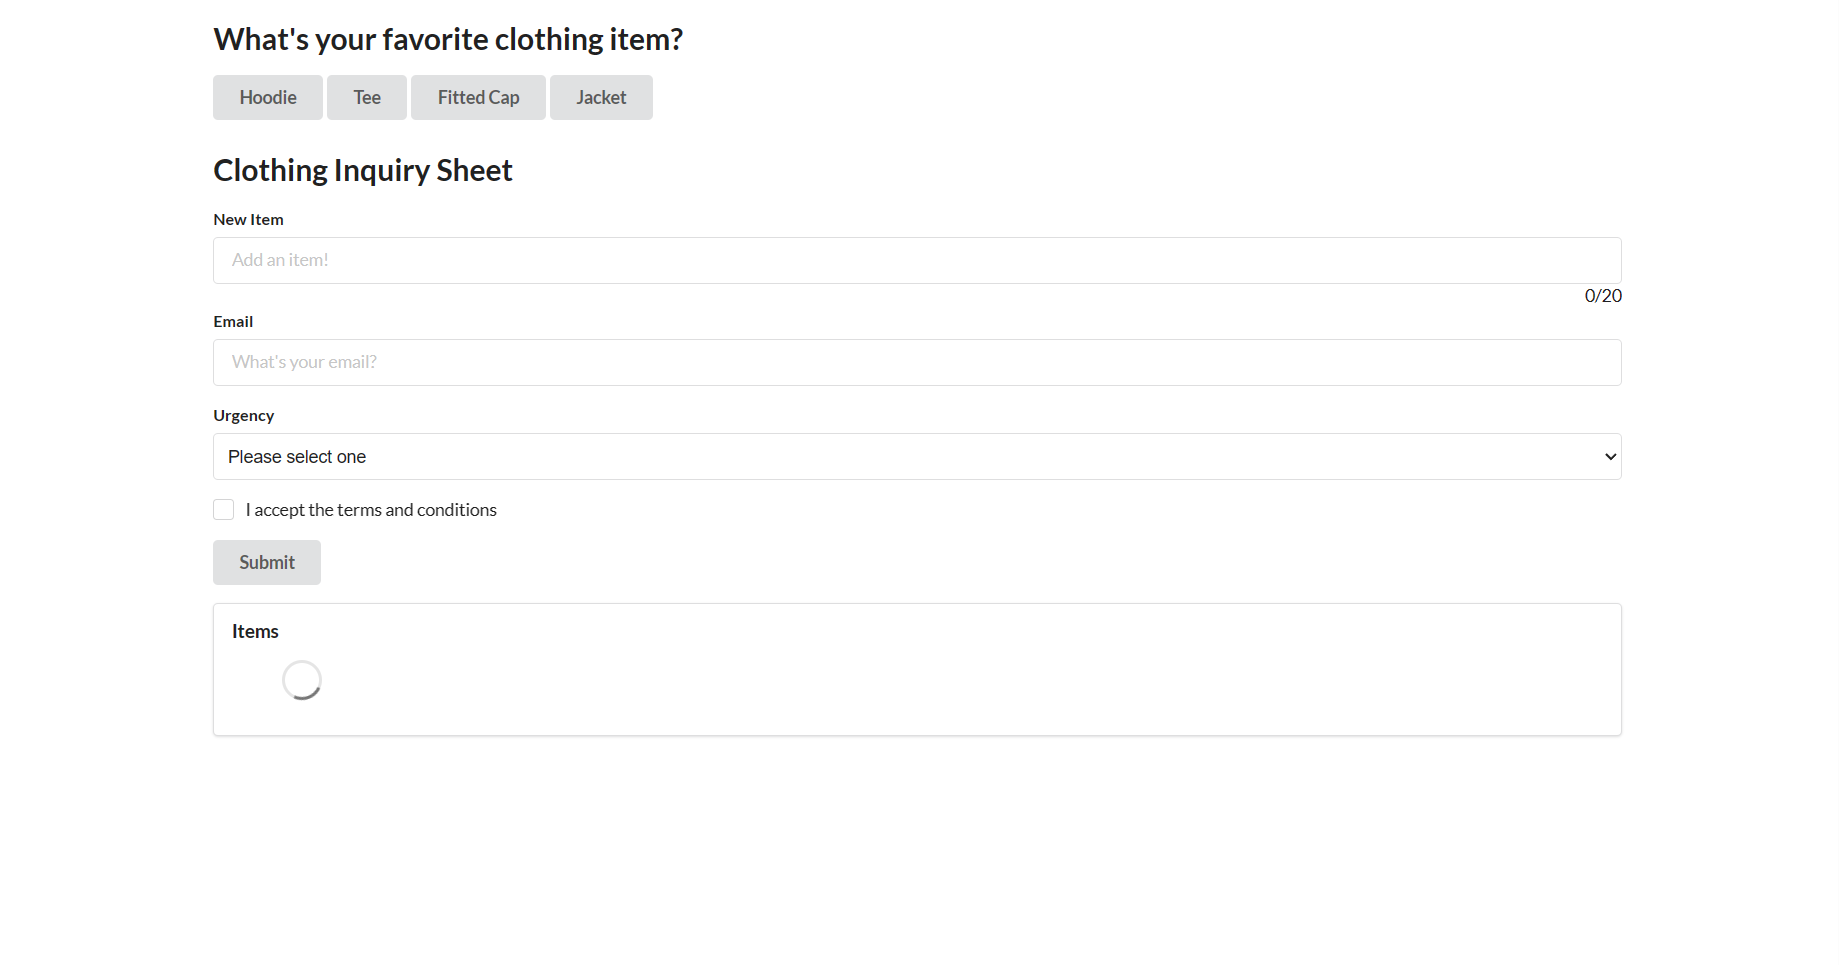 What's your favorite clothing item?
Hoodie Tee Fitted Cap Jacket
Clothing Inquiry Sheet
New Item
Add an item!
0/20
Email
What's your email?
Urgency
Please select one
I accept the terms and conditions
Submit
Items